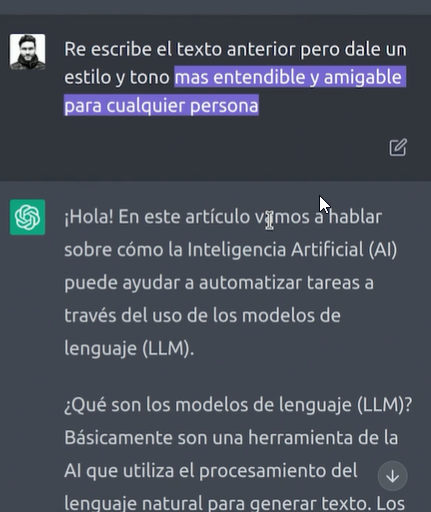 Re escribe el texto anterior pero dale un
estilo y tono mas entendible y amigable
para cualquier persona
¡Hola! En este artículo vamos a hablar
sobre cómo la Inteligencia Artificial (AI)
puede ayudar a automatizar tareas a
través del uso de los modelos de
lenguaje (LLM).
¿Qué son los modelos de lenguaje (LLM)?
Básicamente son una herramienta de la
AI que utiliza el procesamiento del
lenguaje natural para generar texto. Los